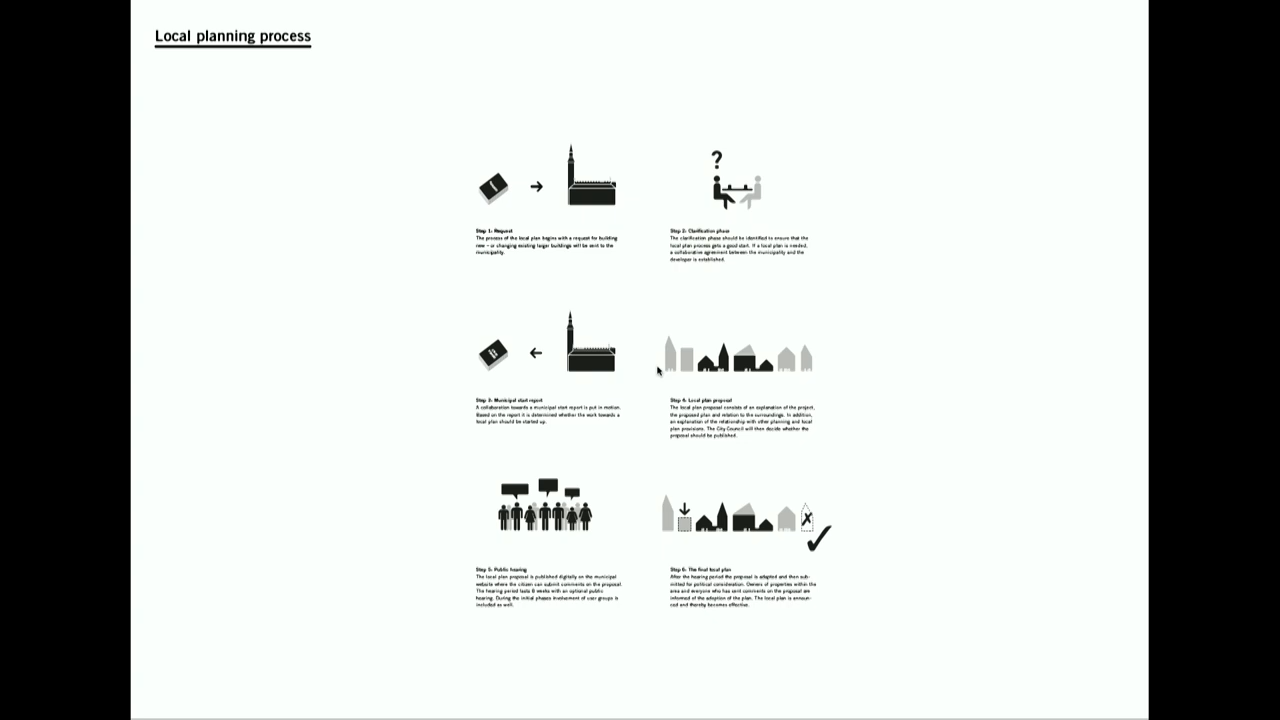 Local planning process
?
Step 1: Request
The process of the local plan begins with a request for building
new - or changing existing larger buildings will be sent to the
municipality.
Step 2: Clarification phase
The clarification phase should be identified to ensure that the
local plan process gets a good start. If a local plan is needed,
a collaborative agreement between the municipality and the
developer is established.
Step 3: Municipal start report
A collaboration towards a municipal start report is put in motion.
Based on the report it is determined whether the work towards a
local plan should be started up.
Step 4: Local plan proposal
The local plan proposal consists of an explanation of the project,
the proposed plan and relation to the surroundings. In addition,
an explanation of the relationship with other planning and local
plan provisions. The City Council will then decide whether the
proposal should be published.
Step 5: Public hearing
The local plan proposal is published digitally on the municipal
website where the citizen can submit comments on the proposal.
The hearing period lasts 8 weeks with an optional public
hearing. During the initial phases involvement of user groups is
included as well.
Step 6: The final local plan
After the hearing period the proposal is adapted and then sub-
mitted for political consideration. Owners of properties within the
area and everyone who has sent comments on the proposal are
informed of the adoption of the plan. The local plan is announ-
ced and thereby becomes effective.